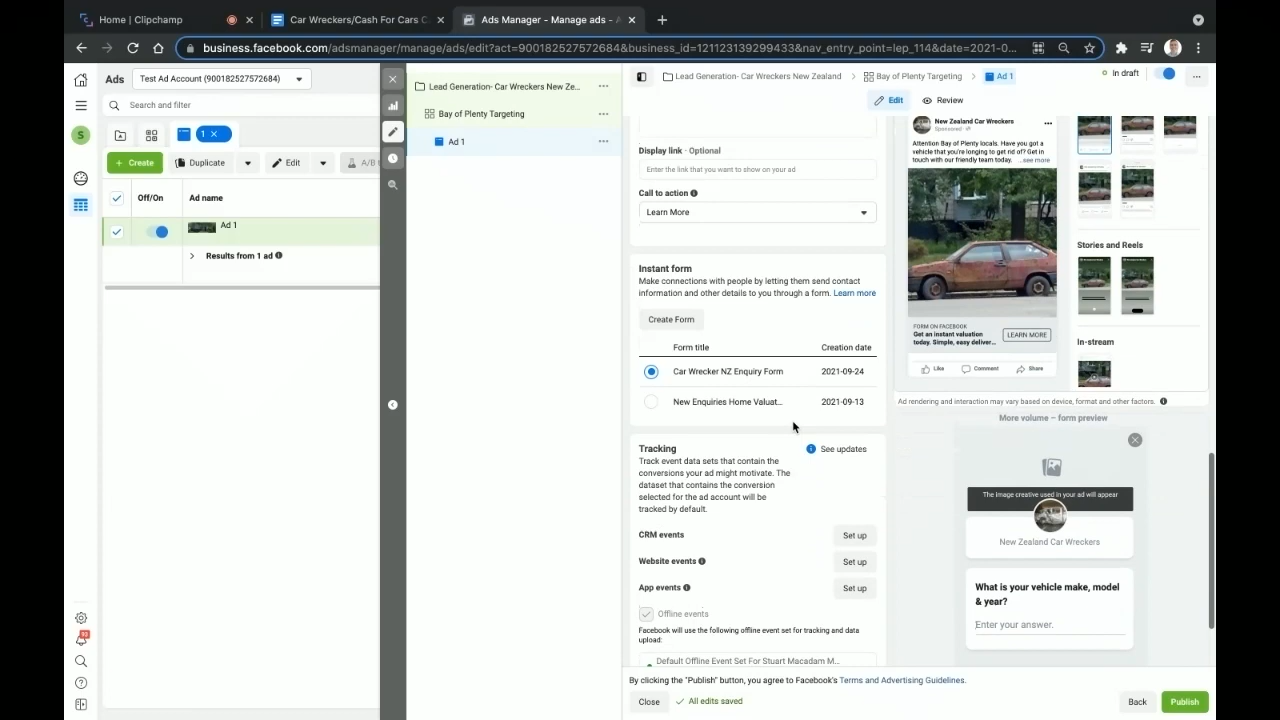 Home | Clipchamp
Car Wreckers/Cash For Cars C
Ads Manager - Manage ads - A
business.facebook.com/adsmanager/manage/ads/edit?act=900182527572684&business_id=121123139299433&nav_entry_point=lep_114&date=2021-0...
Ads
Test Ad Account (900182527572684)
Search and filter
S
1
Create
Duplicate
Edit
A/B
Off/On
Ad name
Ad 1
Results from 1 ad
93
Lead Generation- Car Wreckers New Ze...
Bay of Plenty Targeting
Ad 1
Lead Generation- Car Wreckers New Zealand
Bay of Plenty Targeting
Ad 1
In draft
Edit
Review
Display link · Optional
Enter the link that you want to show on your ad
Call to action
Learn More
Instant form
Make connections with people by letting them send contact
information and other details to you through a form. Learn more
Create Form
Form title
Creation date
Car Wrecker NZ Enquiry Form
2021-09-24
New Enquiries Home Valuat...
2021-09-13
Tracking
See updates
Track event data sets that contain the
conversions your ad might motivate. The
dataset that contains the conversion
selected for the ad account will be
tracked by default.
CRM events
Set up
Website events
Set up
App events
Set up
Offline events
Facebook will use the following offline event set for tracking and data
upload:
Default Offline Event Set For Stuart Macadam M...
New Zealand Car Wreckers
Sponsored
Attention Bay of Plenty locals. Have you got a
vehicle that you're longing to get rid of? Get in
touch with our friendly team today. ...see more
FORM ON FACEBOOK
Get an instant valuation
today. Simple, easy deliver...
LEARN MORE
Like
Comment
Share
Stories and Reels
In-stream
Ad rendering and interaction may vary based on device, format and other factors.
More volume – form preview
The Image creative used in your ad will appear
New Zealand Car Wreckers
What is your vehicle make, model
& year?
Enter your answer.
By clicking the "Publish" button, you agree to Facebook's Terms and Advertising Guidelines.
Close
All edits saved
Back
Publish